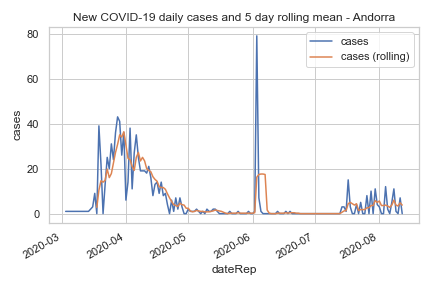 New COVID-19 daily cases and 5 day rolling mean - Andorra
cases
cases (rolling)
80
60
40
20
0
cases
2020-03
2020-04
2020-05
2020-06
2020-07
2020-08
dateRep